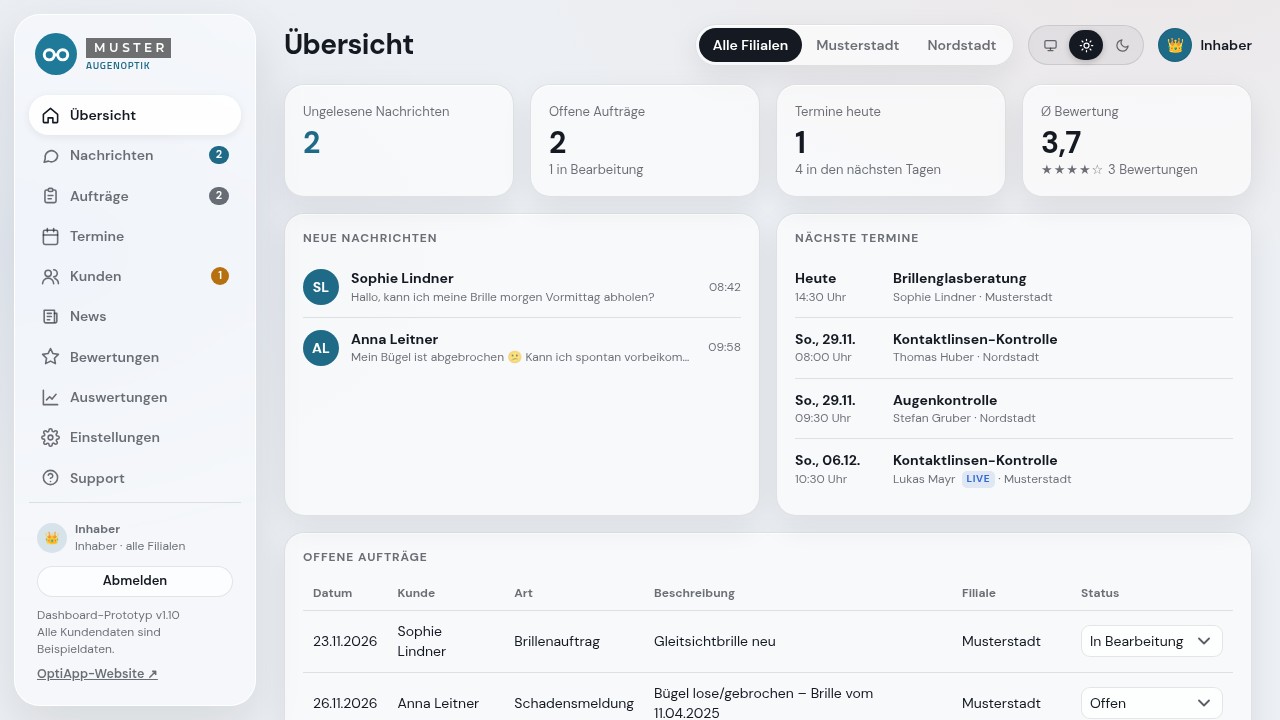 MUSTER
AUGENOPTIK
Übersicht
Nachrichten 2
Aufträge 2
Termine
Kunden 1
News
Bewertungen
Auswertungen
Einstellungen
Support
Inhaber
Inhaber · alle Filialen
Abmelden
Dashboard-Prototyp v1.10
Alle Kundendaten sind
Beispieldaten.
OptiApp-Website ↗
Übersicht
Alle Filialen Musterstadt Nordstadt
Inhaber
Ungelesene Nachrichten
2
Offene Aufträge
2
1 in Bearbeitung
Termine heute
1
4 in den nächsten Tagen
Ø Bewertung
3,7
★★★★☆ 3 Bewertungen
NEUE NACHRICHTEN
SL Sophie Lindner 08:42
Hallo, kann ich meine Brille morgen Vormittag abholen?
AL Anna Leitner 09:58
Mein Bügel ist abgebrochen 😕 Kann ich spontan vorbeikom…
NÄCHSTE TERMINE
Heute Brillenglasberatung
14:30 Uhr Sophie Lindner · Musterstadt
So., 29.11. Kontaktlinsen-Kontrolle
08:00 Uhr Thomas Huber · Nordstadt
So., 29.11. Augenkontrolle
09:30 Uhr Stefan Gruber · Nordstadt
So., 06.12. Kontaktlinsen-Kontrolle
10:30 Uhr Lukas Mayr LIVE · Musterstadt
OFFENE AUFTRÄGE
Datum Kunde Art Beschreibung Filiale Status
23.11.2026 Sophie Lindner Brillenauftrag Gleitsichtbrille neu Musterstadt In Bearbeitung
26.11.2026 Anna Leitner Schadensmeldung Bügel lose/gebrochen – Brille vom 11.04.2025 Musterstadt Offen